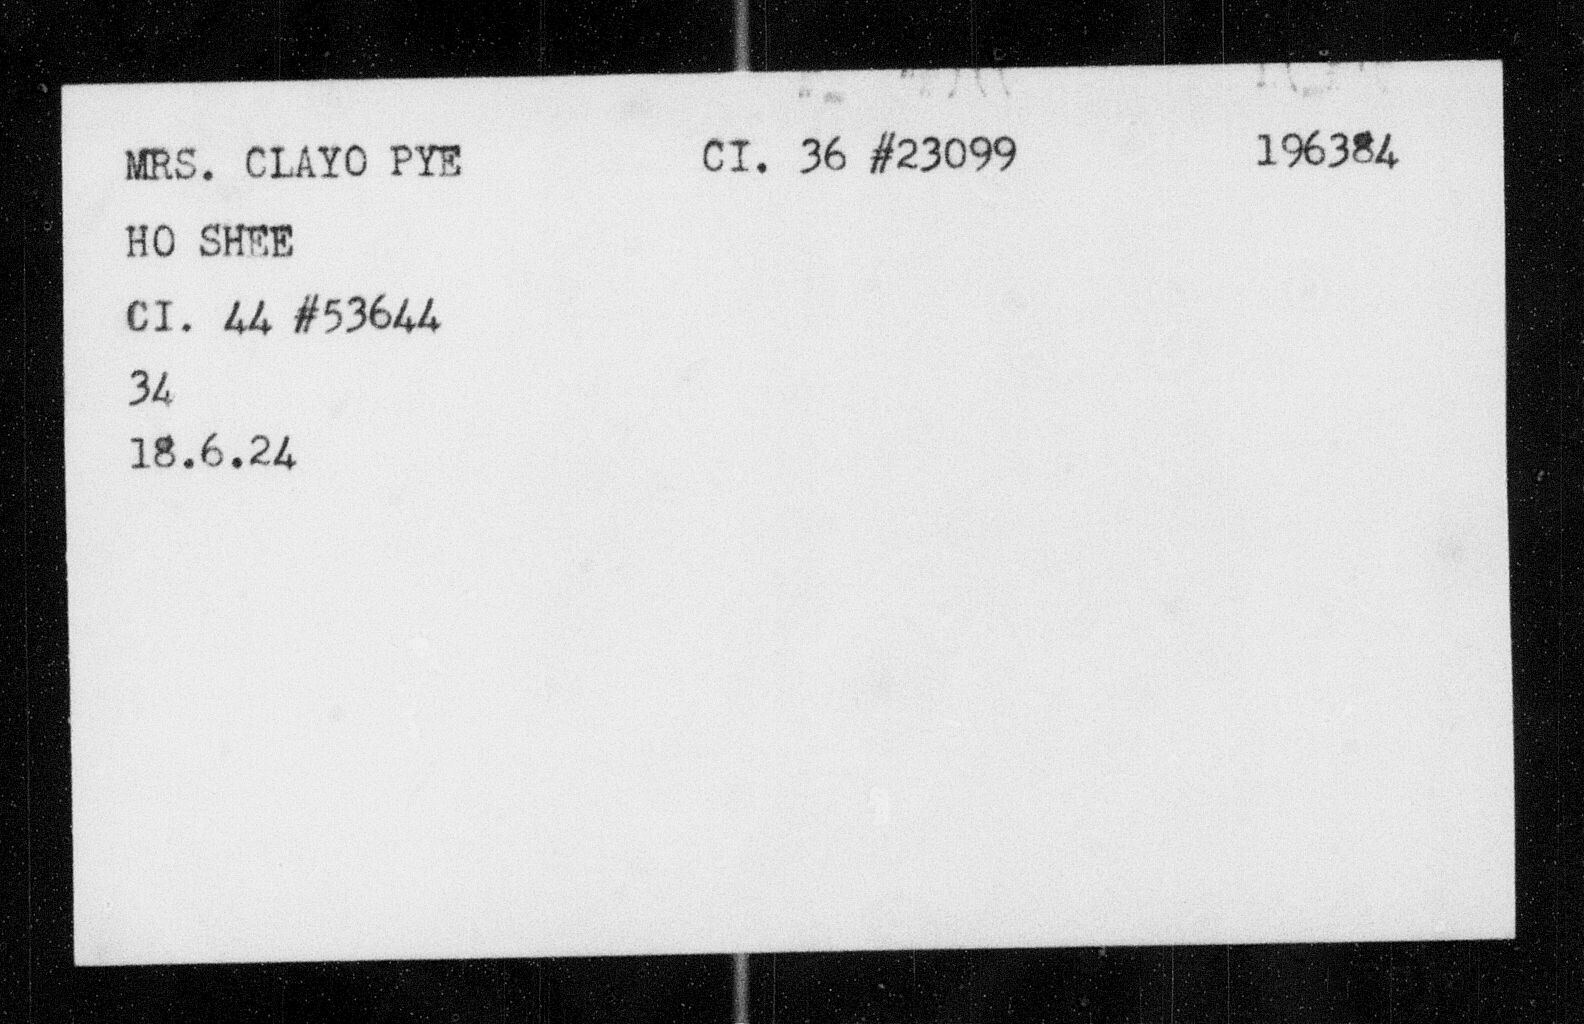 MRS. CLAYO PYE CI. 36 #23099 196384
HO SHEE
CI. 44 #53644
34
18.6.24